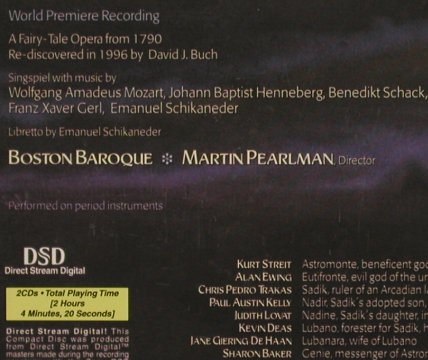 World Premiere Recording
A Fairy-Tale Opera from 1790
Re-discovered in 1996 by David J. Buch
Singspiel with music by
Wolfgang Amadeus Mozart, Johann Baptist Henneberg, Benedikt Schack,
Franz Xaver Gerl, Emanuel Schikaneder
Libretto by Emanuel Schikaneder
BOSTON BAROQUE ❊ MARTIN PEARLMAN, Director
Performed on period instruments
DSD
Direct Stream Digital
2CDs • Total Playing Time
[2 Hours
4 Minutes, 20 Seconds]
Direct Stream Digital! This
Compact Disc was produced
from Direct Stream Digital™
masters made during the recording
KURT STREIT Astromonte, beneficent go
ALAN EWING Eutifronte, evil god of the un
CHRIS PEDRO TRAKAS Sadik, ruler of an Arcadian l
PAUL AUSTIN KELLY Nadir, Sadik's adopted son,
JUDITH LOVAT Nadine, Sadik's daughter, in
KEVIN DEAS Lubano, forester for Sadik, h
JANE GIERING DE HAAN Lubanara, wife of Lubano
SHARON BAKER Genie, messenger of Astro